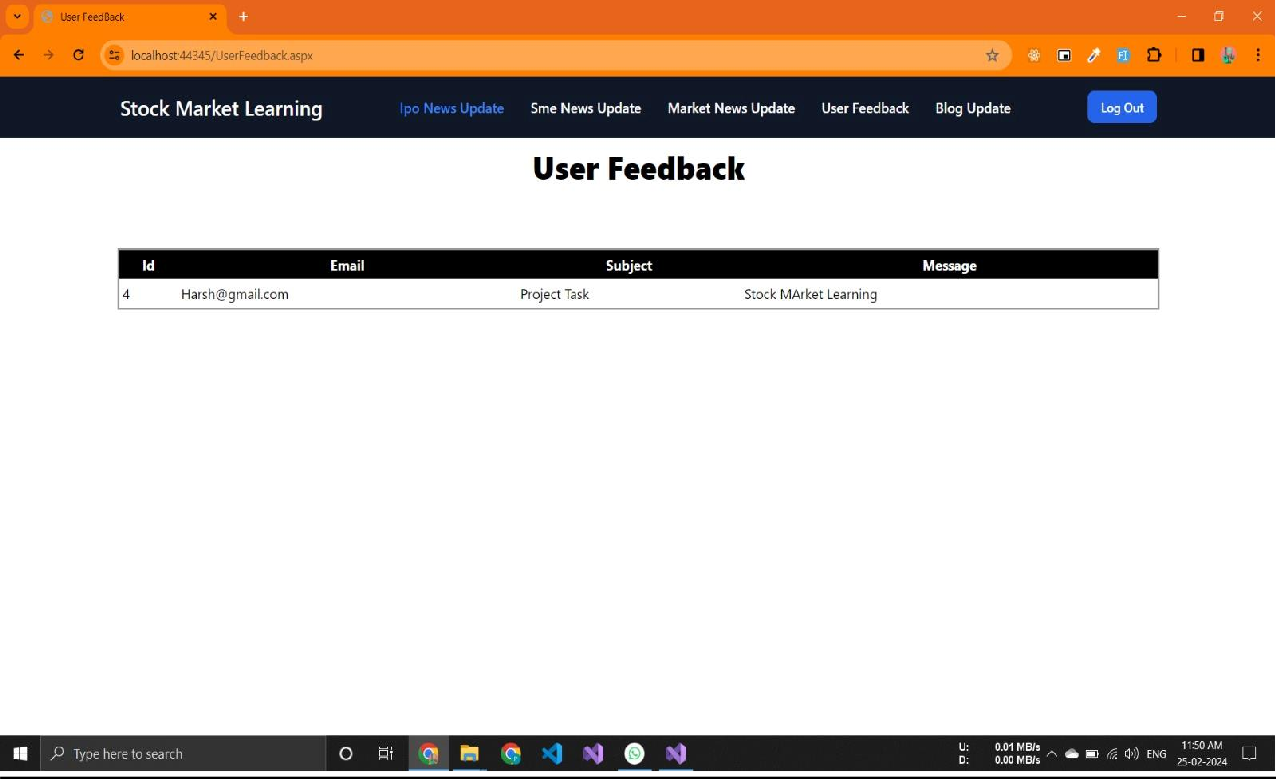 User FeedBack
localhost:44345/UserFeedback.aspx
Stock Market Learning Ipo News Update Sme News Update Market News Update User Feedback Blog Update Log Out
User Feedback
Id Email Subject Message
4 Harsh@gmail.com Project Task Stock MArket Learning
Type here to search
U: 0.01 MB/s
D: 0.00 MB/s
ENG
11:50 AM
25-02-2024